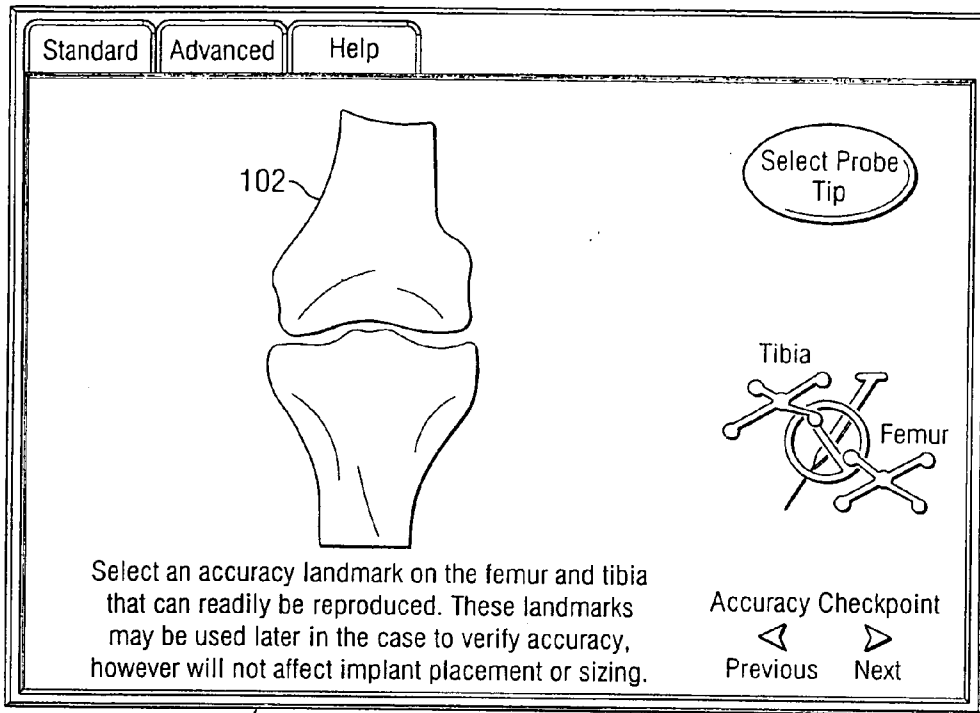 Standard
Advanced
Help
102
Select Probe
Tip
Tibia
Femur
Select an accuracy landmark on the femur and tibia
that can readily be reproduced. These landmarks
may be used later in the case to verify accuracy,
however will not affect implant placement or sizing.
Accuracy Checkpoint
Previous
Next